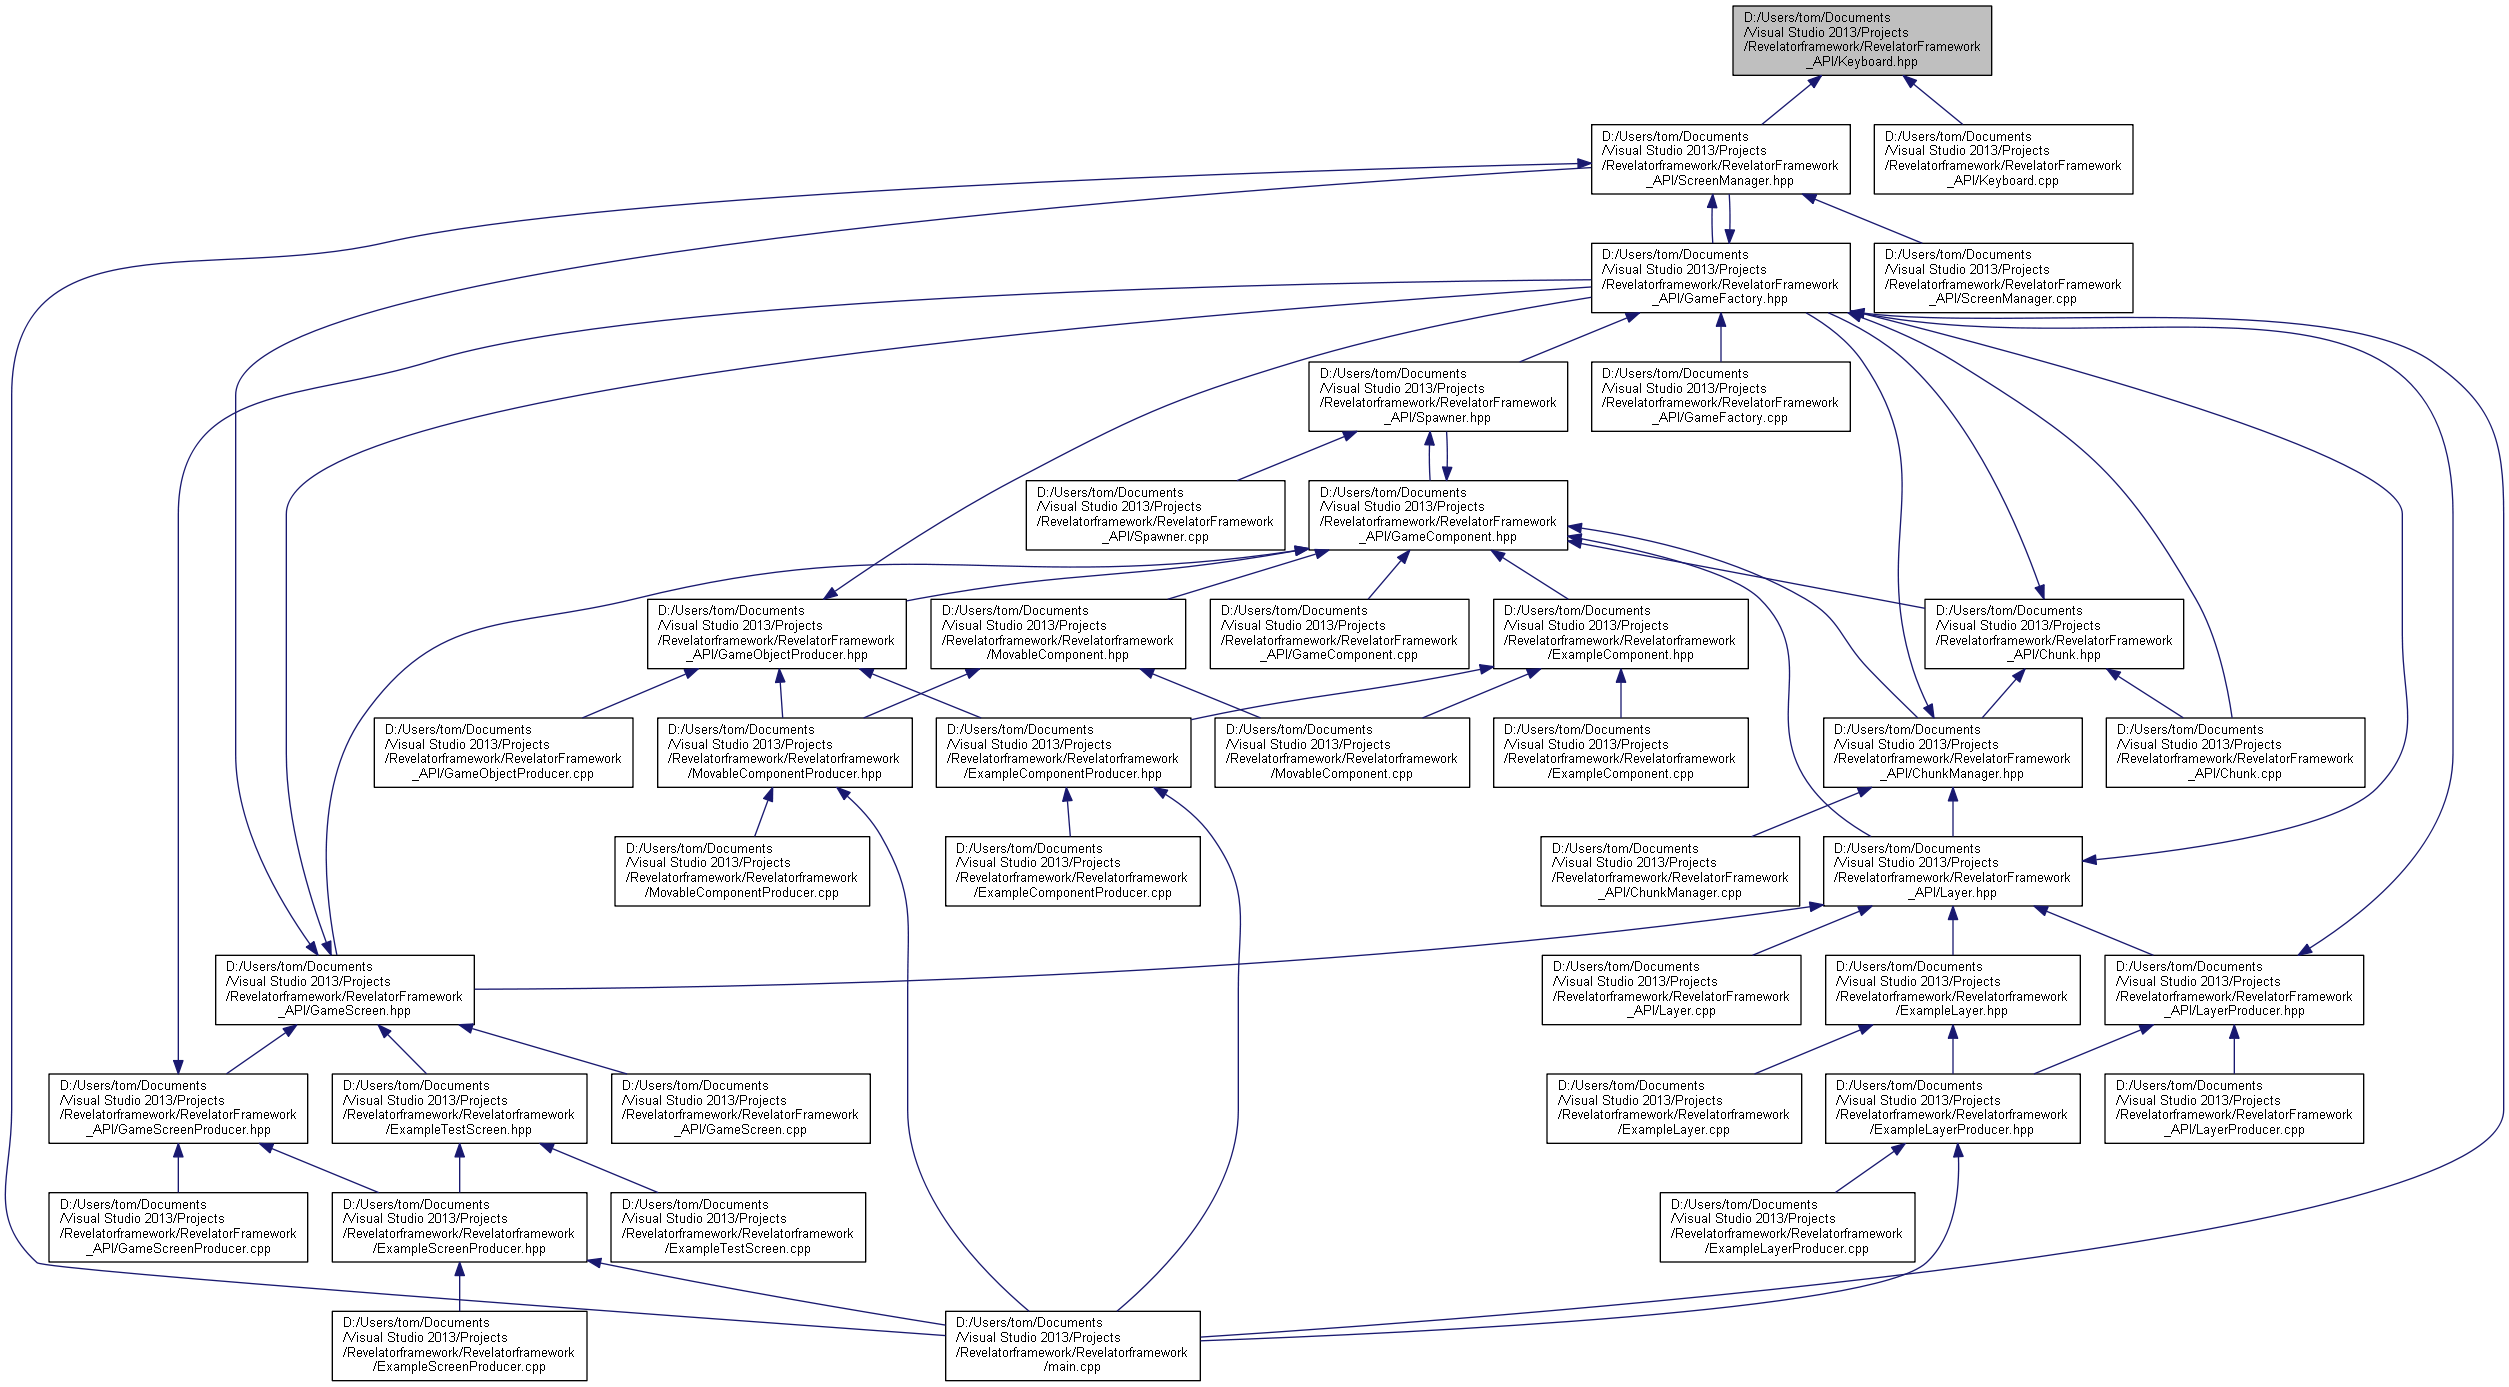 D:/Users/tom/Documents
/Visual Studio 2013/Projects
/Revelatorframework/RevelatorFramework
_API/Keyboard.hpp
D:/Users/tom/Documents
/Visual Studio 2013/Projects
/Revelatorframework/RevelatorFramework
_API/ScreenManager.hpp
D:/Users/tom/Documents
/Visual Studio 2013/Projects
/Revelatorframework/RevelatorFramework
_API/Keyboard.cpp
D:/Users/tom/Documents
/Visual Studio 2013/Projects
/Revelatorframework/RevelatorFramework
_API/GameFactory.hpp
D:/Users/tom/Documents
/Visual Studio 2013/Projects
/Revelatorframework/RevelatorFramework
_API/ScreenManager.cpp
D:/Users/tom/Documents
/Visual Studio 2013/Projects
/Revelatorframework/RevelatorFramework
_API/Spawner.hpp
D:/Users/tom/Documents
/Visual Studio 2013/Projects
/Revelatorframework/RevelatorFramework
_API/GameFactory.cpp
D:/Users/tom/Documents
/Visual Studio 2013/Projects
/Revelatorframework/RevelatorFramework
_API/Spawner.cpp
D:/Users/tom/Documents
/Visual Studio 2013/Projects
/Revelatorframework/RevelatorFramework
_API/GameComponent.hpp
D:/Users/tom/Documents
/Visual Studio 2013/Projects
/Revelatorframework/RevelatorFramework
_API/GameObjectProducer.hpp
D:/Users/tom/Documents
/Visual Studio 2013/Projects
/Revelatorframework/Revelatorframework
/MovableComponent.hpp
D:/Users/tom/Documents
/Visual Studio 2013/Projects
/Revelatorframework/RevelatorFramework
_API/GameComponent.cpp
D:/Users/tom/Documents
/Visual Studio 2013/Projects
/Revelatorframework/Revelatorframework
/ExampleComponent.hpp
D:/Users/tom/Documents
/Visual Studio 2013/Projects
/Revelatorframework/RevelatorFramework
_API/Chunk.hpp
D:/Users/tom/Documents
/Visual Studio 2013/Projects
/Revelatorframework/RevelatorFramework
_API/GameObjectProducer.cpp
D:/Users/tom/Documents
/Visual Studio 2013/Projects
/Revelatorframework/Revelatorframework
/MovableComponentProducer.hpp
D:/Users/tom/Documents
/Visual Studio 2013/Projects
/Revelatorframework/Revelatorframework
/ExampleComponentProducer.hpp
D:/Users/tom/Documents
/Visual Studio 2013/Projects
/Revelatorframework/Revelatorframework
/MovableComponent.cpp
D:/Users/tom/Documents
/Visual Studio 2013/Projects
/Revelatorframework/Revelatorframework
/ExampleComponent.cpp
D:/Users/tom/Documents
/Visual Studio 2013/Projects
/Revelatorframework/RevelatorFramework
_API/ChunkManager.hpp
D:/Users/tom/Documents
/Visual Studio 2013/Projects
/Revelatorframework/RevelatorFramework
_API/Chunk.cpp
D:/Users/tom/Documents
/Visual Studio 2013/Projects
/Revelatorframework/Revelatorframework
/MovableComponentProducer.cpp
D:/Users/tom/Documents
/Visual Studio 2013/Projects
/Revelatorframework/Revelatorframework
/ExampleComponentProducer.cpp
D:/Users/tom/Documents
/Visual Studio 2013/Projects
/Revelatorframework/RevelatorFramework
_API/ChunkManager.cpp
D:/Users/tom/Documents
/Visual Studio 2013/Projects
/Revelatorframework/RevelatorFramework
_API/Layer.hpp
D:/Users/tom/Documents
/Visual Studio 2013/Projects
/Revelatorframework/RevelatorFramework
_API/GameScreen.hpp
D:/Users/tom/Documents
/Visual Studio 2013/Projects
/Revelatorframework/RevelatorFramework
_API/Layer.cpp
D:/Users/tom/Documents
/Visual Studio 2013/Projects
/Revelatorframework/Revelatorframework
/ExampleLayer.hpp
D:/Users/tom/Documents
/Visual Studio 2013/Projects
/Revelatorframework/RevelatorFramework
_API/LayerProducer.hpp
D:/Users/tom/Documents
/Visual Studio 2013/Projects
/Revelatorframework/RevelatorFramework
_API/GameScreenProducer.hpp
D:/Users/tom/Documents
/Visual Studio 2013/Projects
/Revelatorframework/Revelatorframework
/ExampleTestScreen.hpp
D:/Users/tom/Documents
/Visual Studio 2013/Projects
/Revelatorframework/RevelatorFramework
_API/GameScreen.cpp
D:/Users/tom/Documents
/Visual Studio 2013/Projects
/Revelatorframework/Revelatorframework
/ExampleLayer.cpp
D:/Users/tom/Documents
/Visual Studio 2013/Projects
/Revelatorframework/Revelatorframework
/ExampleLayerProducer.hpp
D:/Users/tom/Documents
/Visual Studio 2013/Projects
/Revelatorframework/RevelatorFramework
_API/LayerProducer.cpp
D:/Users/tom/Documents
/Visual Studio 2013/Projects
/Revelatorframework/RevelatorFramework
_API/GameScreenProducer.cpp
D:/Users/tom/Documents
/Visual Studio 2013/Projects
/Revelatorframework/Revelatorframework
/ExampleScreenProducer.hpp
D:/Users/tom/Documents
/Visual Studio 2013/Projects
/Revelatorframework/Revelatorframework
/ExampleTestScreen.cpp
D:/Users/tom/Documents
/Visual Studio 2013/Projects
/Revelatorframework/Revelatorframework
/ExampleLayerProducer.cpp
D:/Users/tom/Documents
/Visual Studio 2013/Projects
/Revelatorframework/Revelatorframework
/ExampleScreenProducer.cpp
D:/Users/tom/Documents
/Visual Studio 2013/Projects
/Revelatorframework/Revelatorframework
/main.cpp